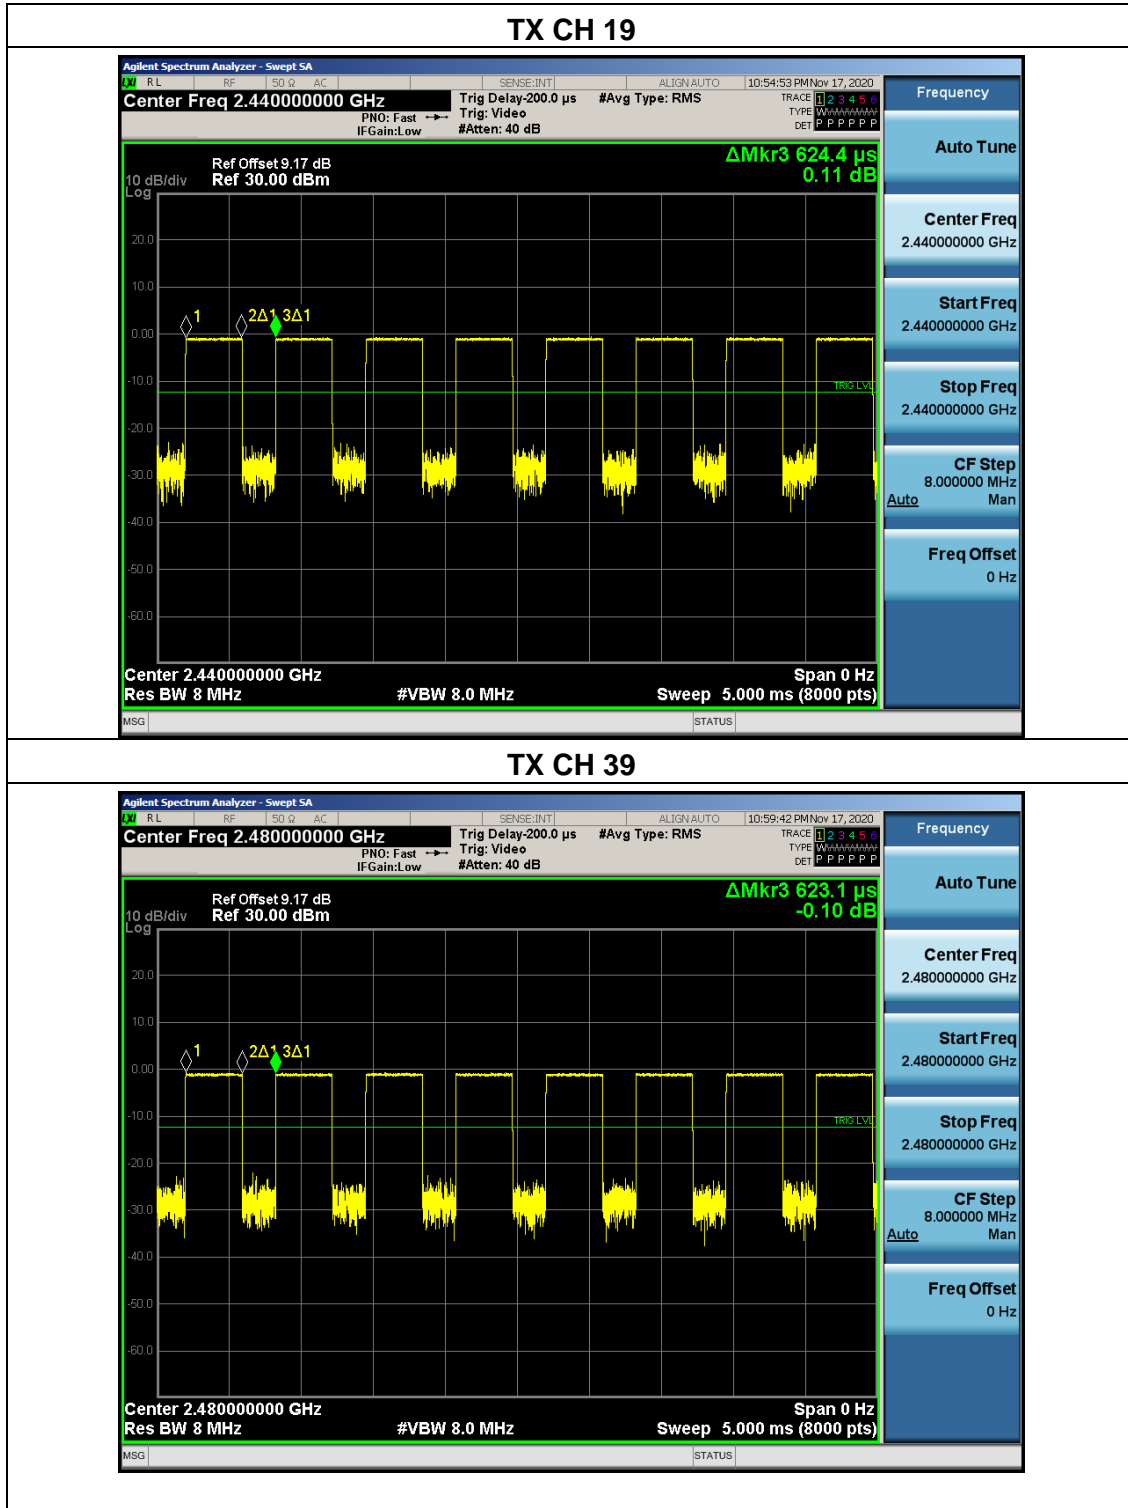 TX CH 19
Agilent Spectrum Analyzer - Swept SA
LXI RL RF 50 Ω AC SENSE:INT ALIGN AUTO 10:54:53 PM Nov 17, 2020
Center Freq 2.440000000 GHz
PNO: Fast
IFGain:Low
Trig Delay-200.0 µs
Trig: Video
#Atten: 40 dB
#Avg Type: RMS
TRACE 1 2 3 4 5 6
TYPE W
DET P P P P P P
ΔMkr3 624.4 µs
0.11 dB
Ref Offset 9.17 dB
10 dB/div Ref 30.00 dBm
Log
20.0
10.0
0.00
-10.0
-20.0
-30.0
-40.0
-50.0
-60.0
1
2Δ1
3Δ1
TRIG LVL
Center 2.440000000 GHz Span 0 Hz
Res BW 8 MHz #VBW 8.0 MHz Sweep 5.000 ms (8000 pts)
MSG STATUS
Frequency
Auto Tune
Center Freq
2.440000000 GHz
Start Freq
2.440000000 GHz
Stop Freq
2.440000000 GHz
CF Step
8.000000 MHz
Auto Man
Freq Offset
0 Hz
TX CH 39
Agilent Spectrum Analyzer - Swept SA
LXI RL RF 50 Ω AC SENSE:INT ALIGN AUTO 10:59:42 PM Nov 17, 2020
Center Freq 2.480000000 GHz
PNO: Fast
IFGain:Low
Trig Delay-200.0 µs
Trig: Video
#Atten: 40 dB
#Avg Type: RMS
TRACE 1 2 3 4 5 6
TYPE W
DET P P P P P P
ΔMkr3 623.1 µs
-0.10 dB
Ref Offset 9.17 dB
10 dB/div Ref 30.00 dBm
Log
20.0
10.0
0.00
-10.0
-20.0
-30.0
-40.0
-50.0
-60.0
1
2Δ1
3Δ1
TRIG LVL
Center 2.480000000 GHz Span 0 Hz
Res BW 8 MHz #VBW 8.0 MHz Sweep 5.000 ms (8000 pts)
MSG STATUS
Frequency
Auto Tune
Center Freq
2.480000000 GHz
Start Freq
2.480000000 GHz
Stop Freq
2.480000000 GHz
CF Step
8.000000 MHz
Auto Man
Freq Offset
0 Hz